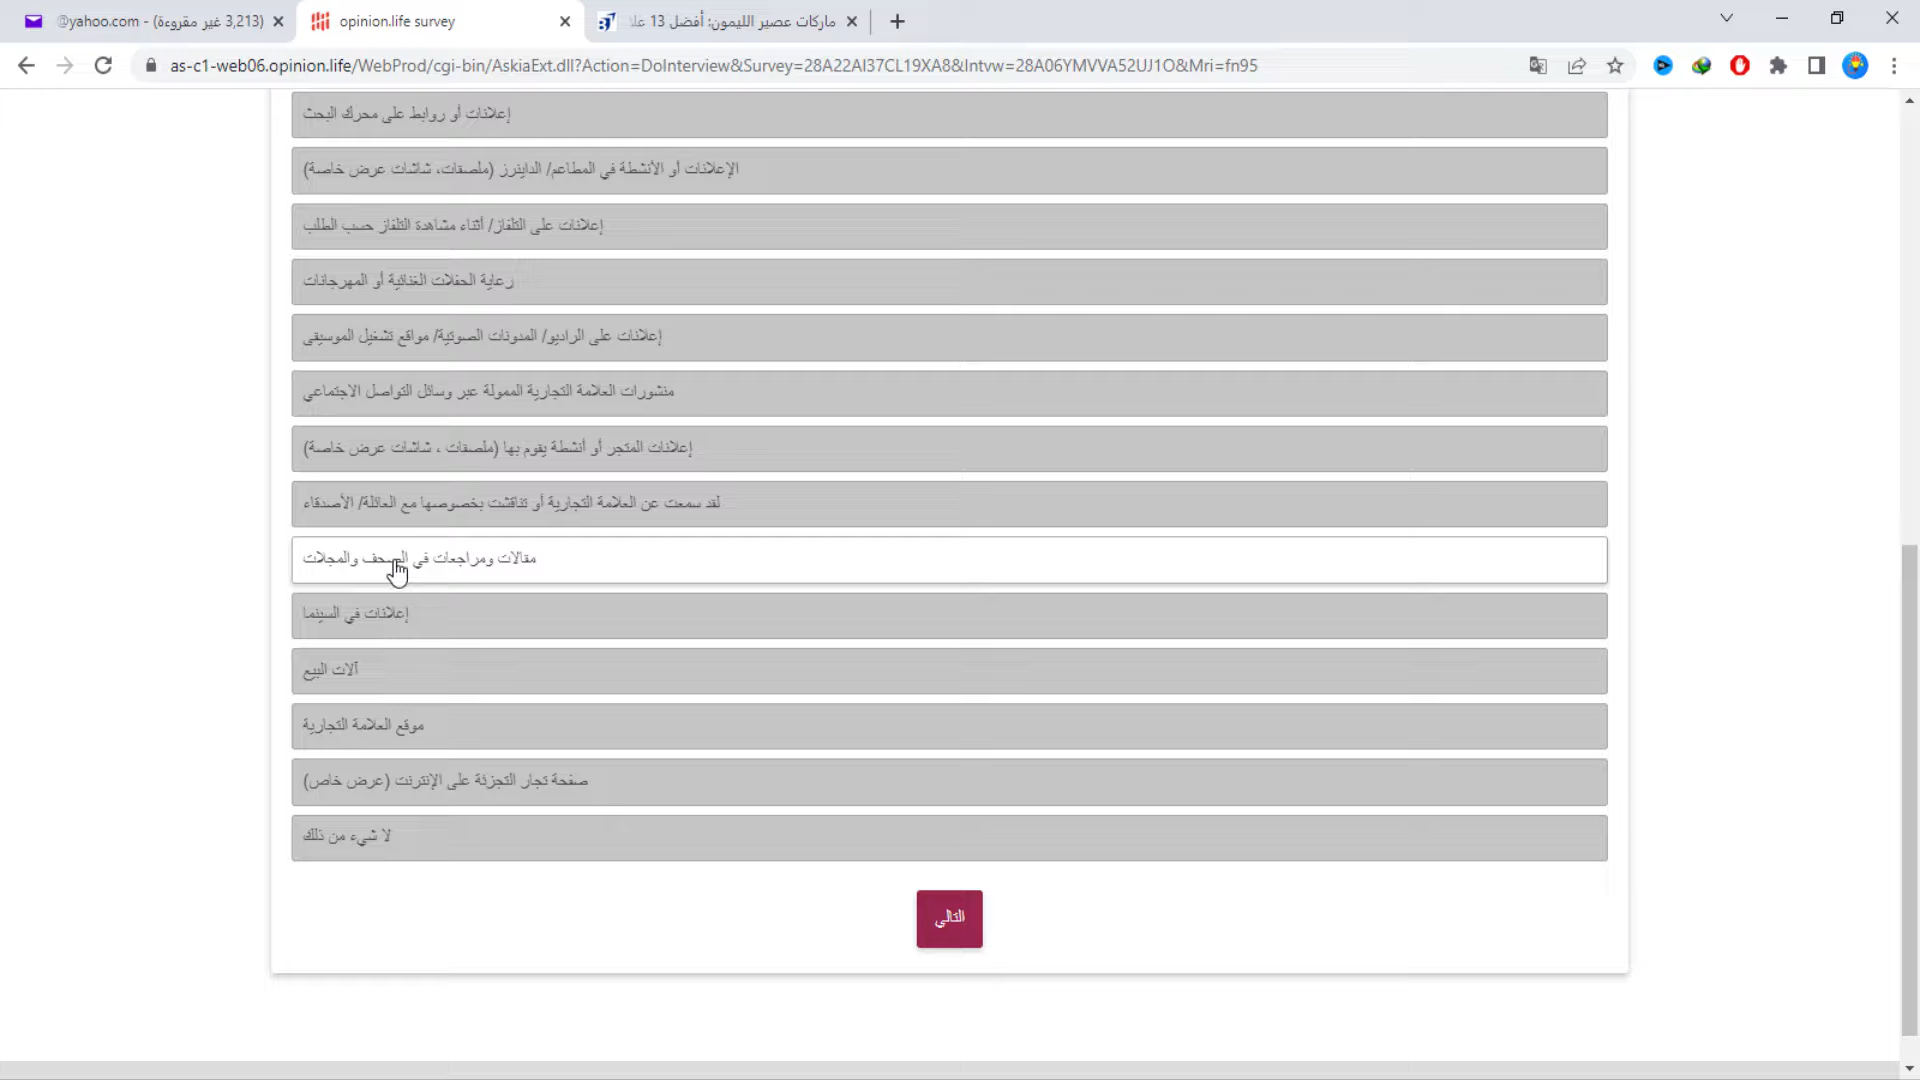 @yahoo.com - (3,213 غير مقروءة)
opinion.life survey
ماركات عصير الليمون: أفضل 13 علا
as-c1-web06.opinion.life/WebProd/cgi-bin/AskiaExt.dll?Action=DoInterview&Survey=28A22AI37CL19XA8&Intvw=28A06YMVVA52UJ1O&Mri=fn95
إعلانات أو روابط على محرك البحث
الإعلانات أو الأنشطة في المطاعم/ الداينرز (ملصقات، شاشات عرض خاصة)
إعلانات على التلفاز/ أثناء مشاهدة التلفاز حسب الطلب
رعاية الحفلات الغنائية أو المهرجانات
إعلانات على الراديو/ المدونات الصوتية/ مواقع تشغيل الموسيقى
منشورات العلامة التجارية الممولة عبر وسائل التواصل الاجتماعي
إعلانات المتجر أو أنشطة يقوم بها (ملصقات ، شاشات عرض خاصة)
لقد سمعت عن العلامة التجارية أو تناقشت بخصوصها مع العائلة/ الأصدقاء
مقالات ومراجعات في الصحف والمجلات
إعلانات في السينما
آلات البيع
موقع العلامة التجارية
صفحة تجار التجزئة على الإنترنت (عرض خاص)
لا شيء من ذلك
التالي